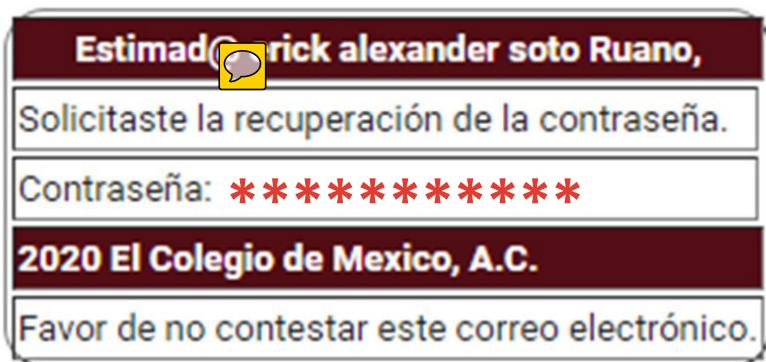 alexander soto Ruano,
Solicitaste la recuperación de la contraseña.
Contraseña: ***********
2020 El Colegio de Mexico, A.C.
Favor de no contestar este correo electrónico.